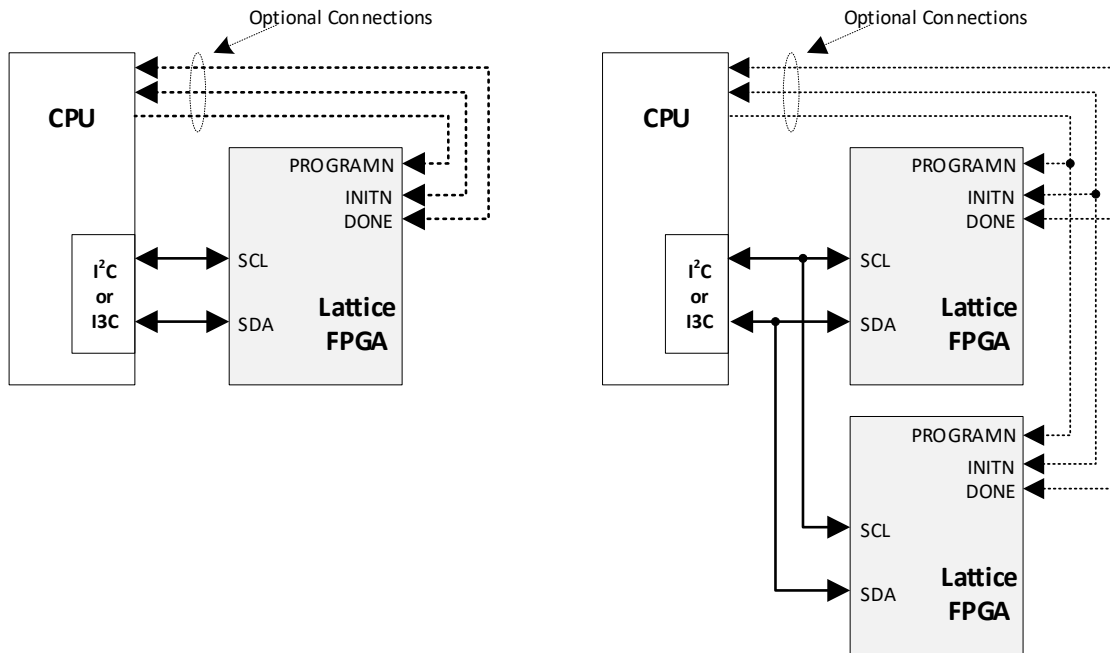 Optional Connections
CPU
PROGRAMN
INITN
DONE
I²C
or
I3C
SCL
SDA
Lattice
FPGA
Optional Connections
CPU
PROGRAMN
INITN
DONE
I²C
or
I3C
SCL
SDA
Lattice
FPGA
PROGRAMN
INITN
DONE
SCL
SDA
Lattice
FPGA